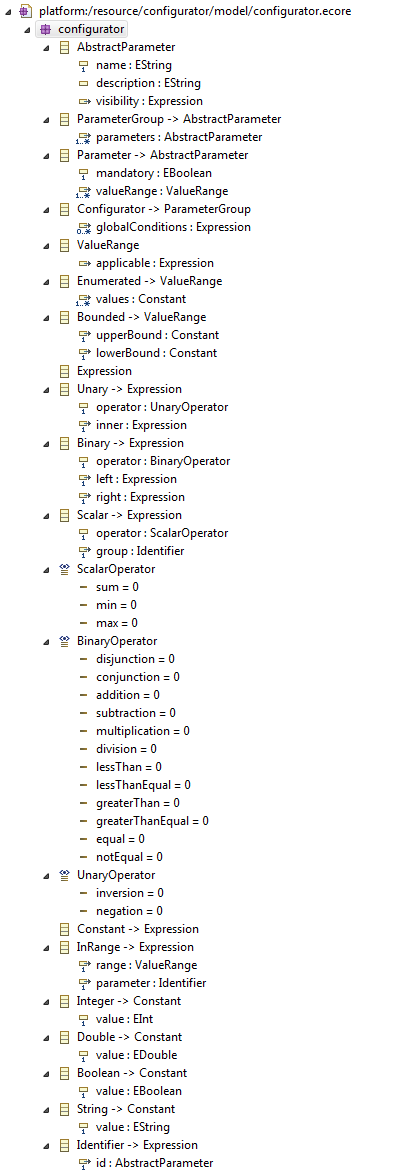 platform:/resource/configurator/model/configurator.ecore
configurator
AbstractParameter
name : EString
description : EString
visibility : Expression
ParameterGroup -> AbstractParameter
parameters : AbstractParameter
Parameter -> AbstractParameter
mandatory : EBoolean
valueRange : ValueRange
Configurator -> ParameterGroup
globalConditions : Expression
ValueRange
applicable : Expression
Enumerated -> ValueRange
values : Constant
Bounded -> ValueRange
upperBound : Constant
lowerBound : Constant
Expression
Unary -> Expression
operator : UnaryOperator
inner : Expression
Binary -> Expression
operator : BinaryOperator
left : Expression
right : Expression
Scalar -> Expression
operator : ScalarOperator
group : Identifier
ScalarOperator
sum = 0
min = 0
max = 0
BinaryOperator
disjunction = 0
conjunction = 0
addition = 0
subtraction = 0
multiplication = 0
division = 0
lessThan = 0
lessThanEqual = 0
greaterThan = 0
greaterThanEqual = 0
equal = 0
notEqual = 0
UnaryOperator
inversion = 0
negation = 0
Constant -> Expression
InRange -> Expression
range : ValueRange
parameter : Identifier
Integer -> Constant
value : EInt
Double -> Constant
value : EDouble
Boolean -> Constant
value : EBoolean
String -> Constant
value : EString
Identifier -> Expression
id : AbstractParameter